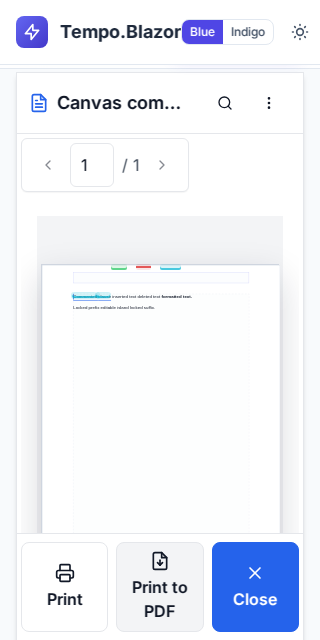 Tempo.Blazor
Blue
Indigo
Canvas com...
1
/ 1
inserted text deleted text formatted text.
Locked prefix editable island locked suffix.
Print
Print to
PDF
Close